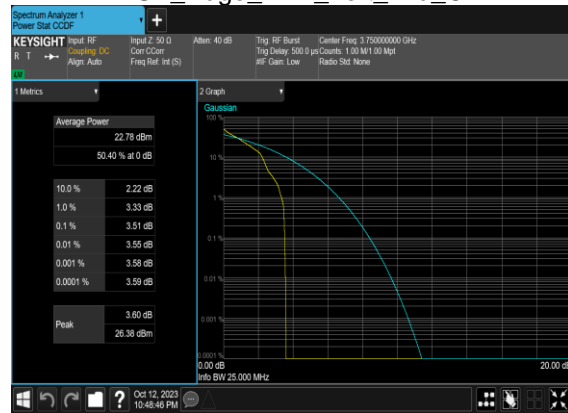 Spectrum Analyzer 1
Power Stat CCDF
KEYSIGHT
R T
LXI
Input: RF
Coupling: DC
Align: Auto
Input Z: 50 Ω
Corr CCorr
Freq Ref: Int (S)
Atten: 40 dB
Trig: RF Burst
Trig Delay: 500.0 µs
#IF Gain: Low
Center Freq: 3.750000000 GHz
Counts: 1.00 M/1.00 Mpt
Radio Std: None
1 Metrics
Average Power
22.78 dBm
50.40 % at 0 dB
10.0 % 2.22 dB
1.0 % 3.33 dB
0.1 % 3.51 dB
0.01 % 3.55 dB
0.001 % 3.58 dB
0.0001 % 3.59 dB
Peak
3.60 dB
26.38 dBm
2 Graph
Gaussian
100 %
10 %
1 %
0.1 %
0.01 %
0.001 %
0.0001 %
0.00 dB
20.00 dB
Info BW 25.000 MHz
?
Oct 12, 2023
10:48:46 PM